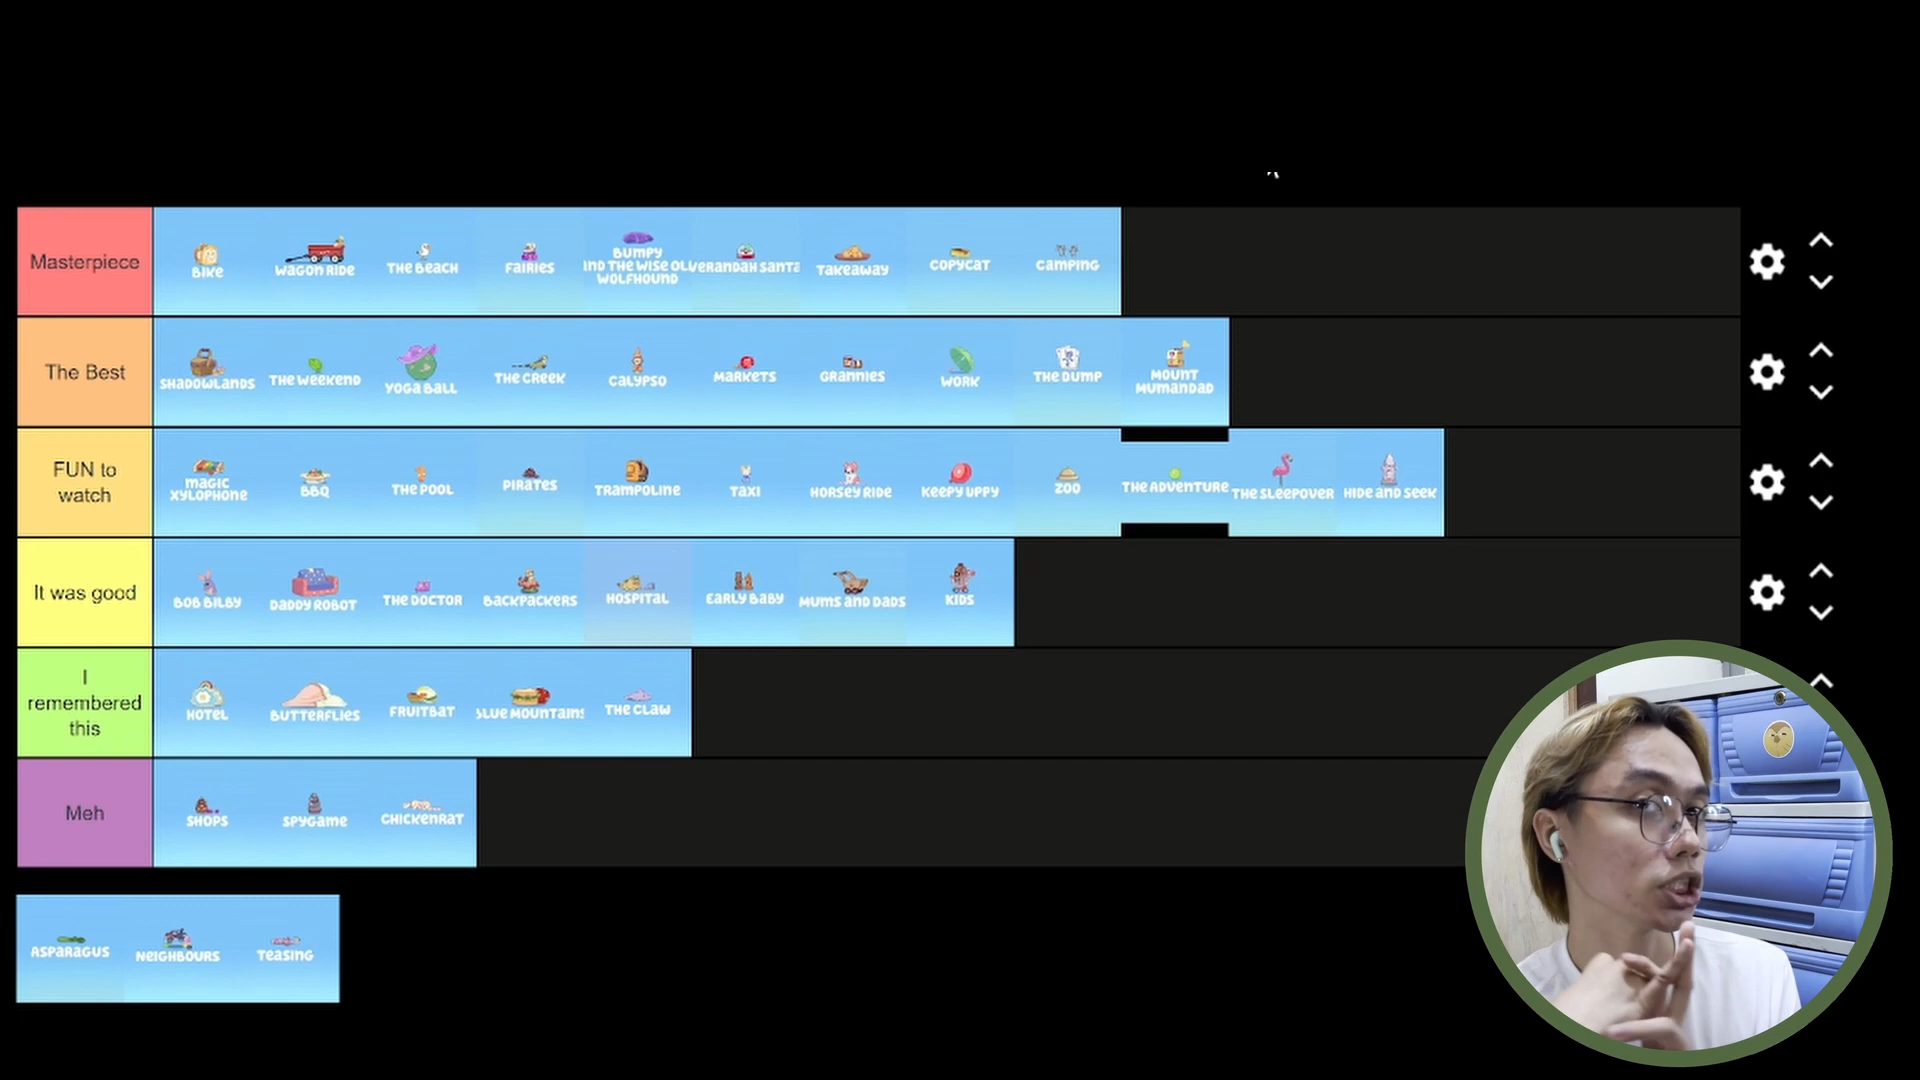 Masterpiece
BIKE
WAGON RIDE
THE BEACH
FAIRIES
BUMPY
IND THE WISE OLI
WOLFHOUND
VERANDAH SANTA
TAKEAWAY
COPYCAT
CAMPING
The Best
SHADOWLANDS
THE WEEKEND
YOGA BALL
THE CREEK
CALYPSO
MARKETS
GRANNIES
WORK
THE DUMP
MOUNT
MUMANDAD
FUN to
watch
MAGIC
XYLOPHONE
BBQ
THE POOL
PIRATES
TRAMPOLINE
TAXI
HORSEY RIDE
KEEPY UPPY
ZOO
THE ADVENTURE
THE SLEEPOVER
HIDE AND SEEK
It was good
BOB BILBY
DADDY ROBOT
THE DOCTOR
BACKPACKERS
HOSPITAL
EARLY BABY
MUMS AND DADS
KIDS
I
remembered
this
HOTEL
BUTTERFLIES
FRUITBAT
BLUE MOUNTAINS
THE CLAW
Meh
SHOPS
SPYGAME
CHICKENRAT
ASPARAGUS
NEIGHBOURS
TEASING